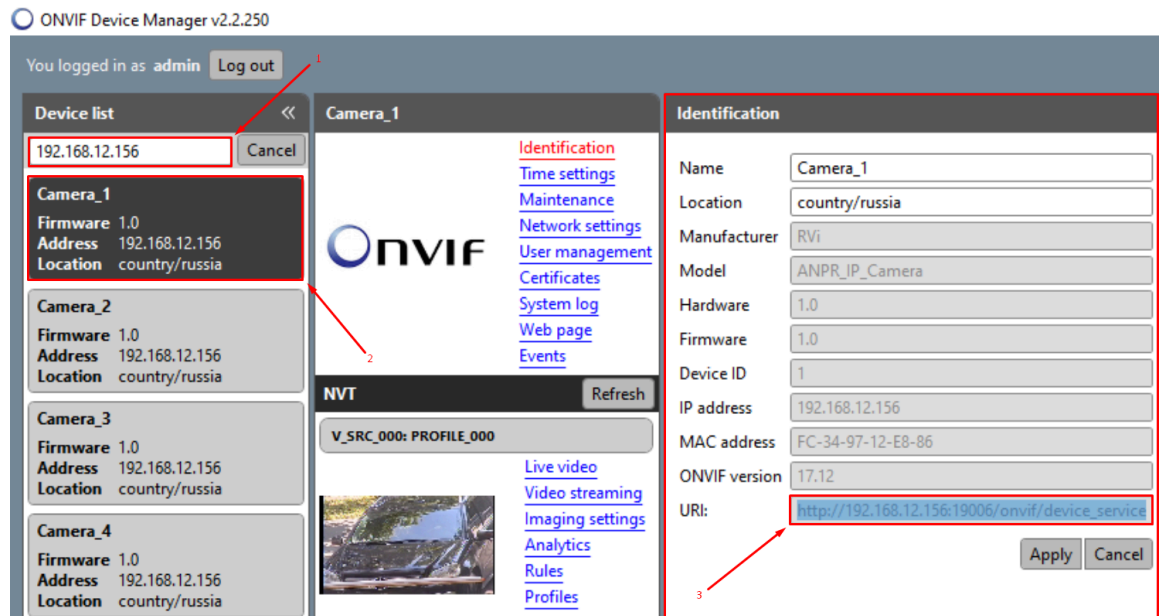 ONVIF Device Manager v2.2.250
You logged in as admin Log out
1
Device list «
192.168.12.156 Cancel
Camera_1
Firmware 1.0
Address 192.168.12.156
Location country/russia
2
Camera_2
Firmware 1.0
Address 192.168.12.156
Location country/russia
Camera_3
Firmware 1.0
Address 192.168.12.156
Location country/russia
Camera_4
Firmware 1.0
Address 192.168.12.156
Location country/russia
Camera_1
ONVIF
Identification
Time settings
Maintenance
Network settings
User management
Certificates
System log
Web page
Events
NVT Refresh
V_SRC_000: PROFILE_000
Live video
Video streaming
Imaging settings
Analytics
Rules
Profiles
Identification
Name Camera_1
Location country/russia
Manufacturer RVi
Model ANPR_IP_Camera
Hardware 1.0
Firmware 1.0
Device ID 1
IP address 192.168.12.156
MAC address FC-34-97-12-E8-86
ONVIF version 17.12
URI: http://192.168.12.156:19006/onvif/device_service
Apply Cancel
3